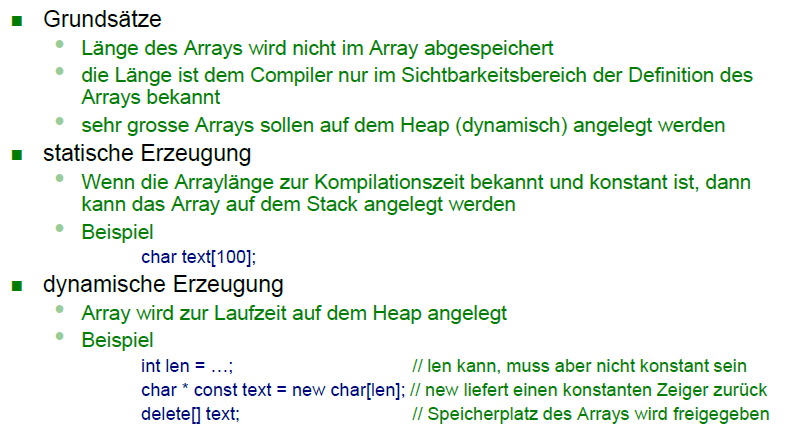 Grundsätze
Länge des Arrays wird nicht im Array abgespeichert
die Länge ist dem Compiler nur im Sichtbarkeitsbereich der Definition des
Arrays bekannt
sehr grosse Arrays sollen auf dem Heap (dynamisch) angelegt werden
statische Erzeugung
Wenn die Arraylänge zur Kompilationszeit bekannt und konstant ist, dann
kann das Array auf dem Stack angelegt werden
Beispiel
char text[100];
dynamische Erzeugung
Array wird zur Laufzeit auf dem Heap angelegt
Beispiel
int len = …; // len kann, muss aber nicht konstant sein
char * const text = new char[len]; // new liefert einen konstanten Zeiger zurück
delete[] text; // Speicherplatz des Arrays wird freigegeben